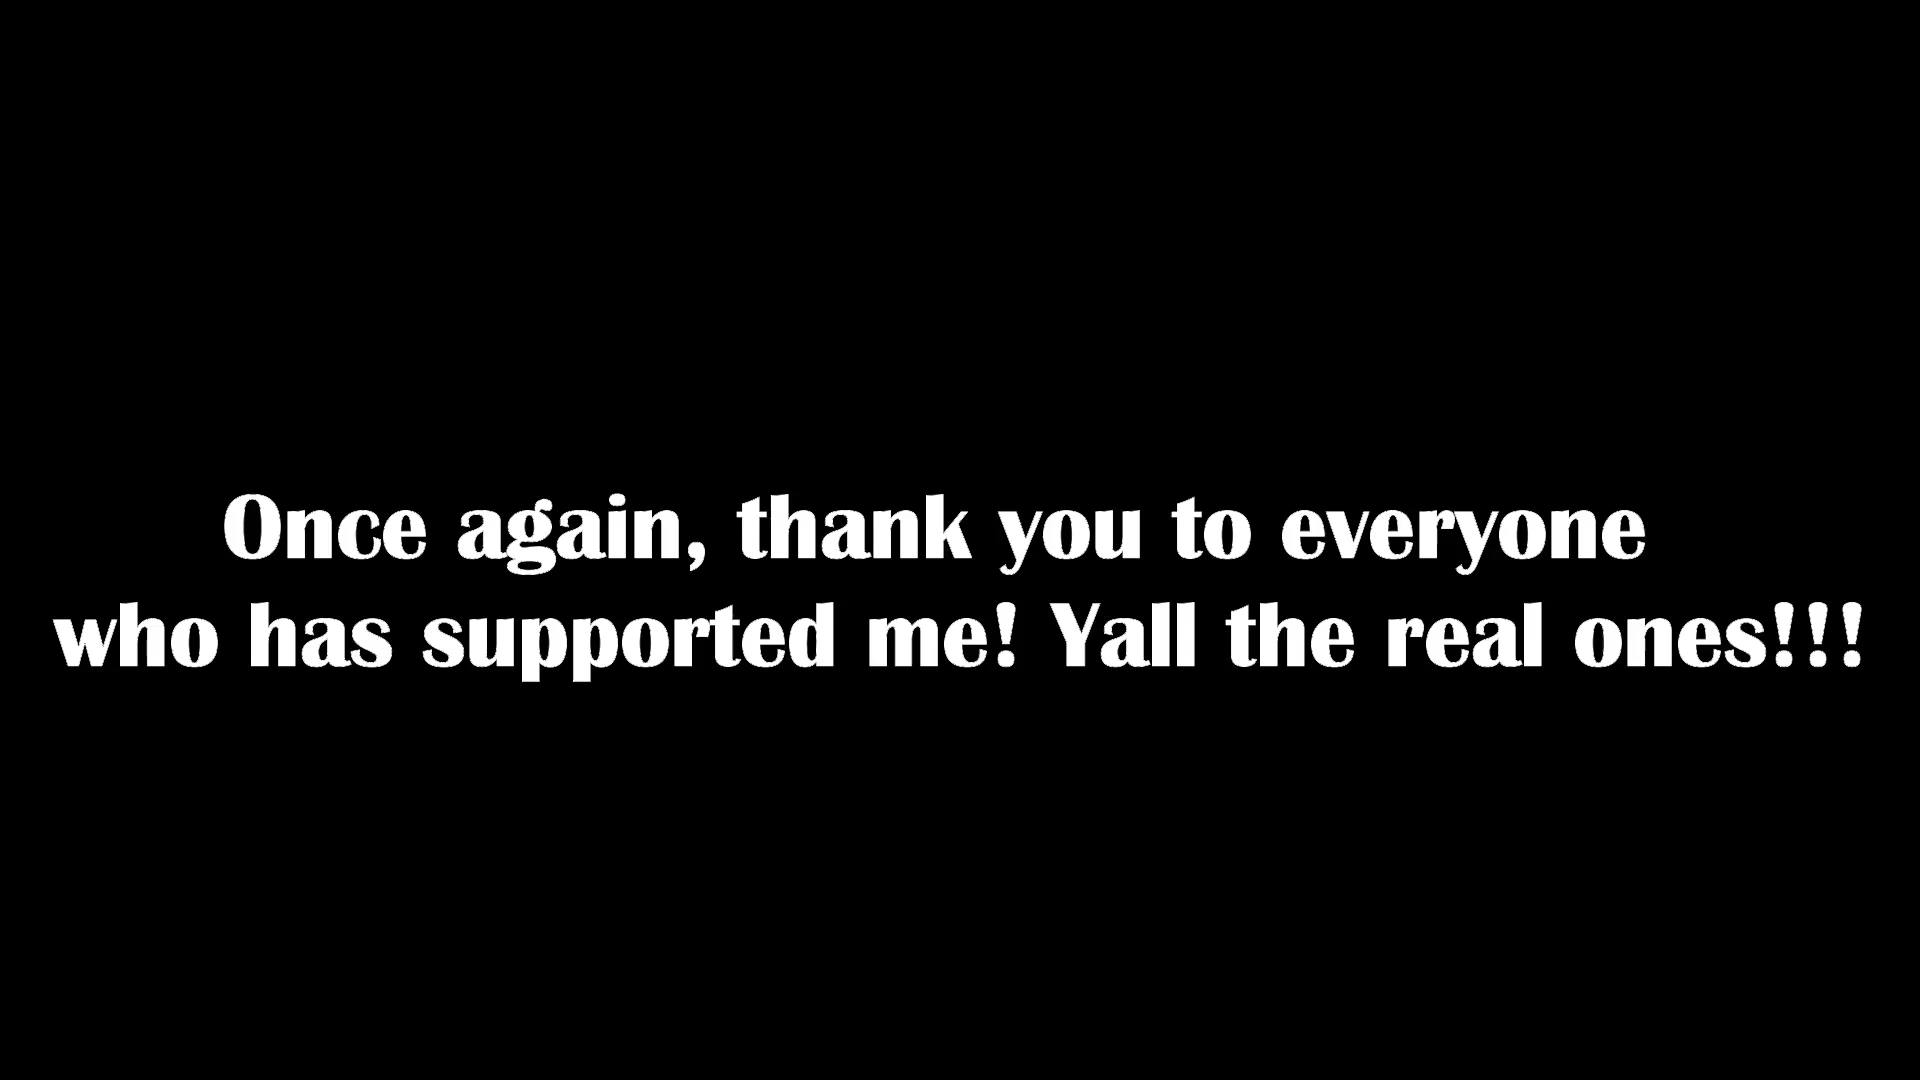 Once again, thank you to everyone
who has supported me! Yall the real ones!!!